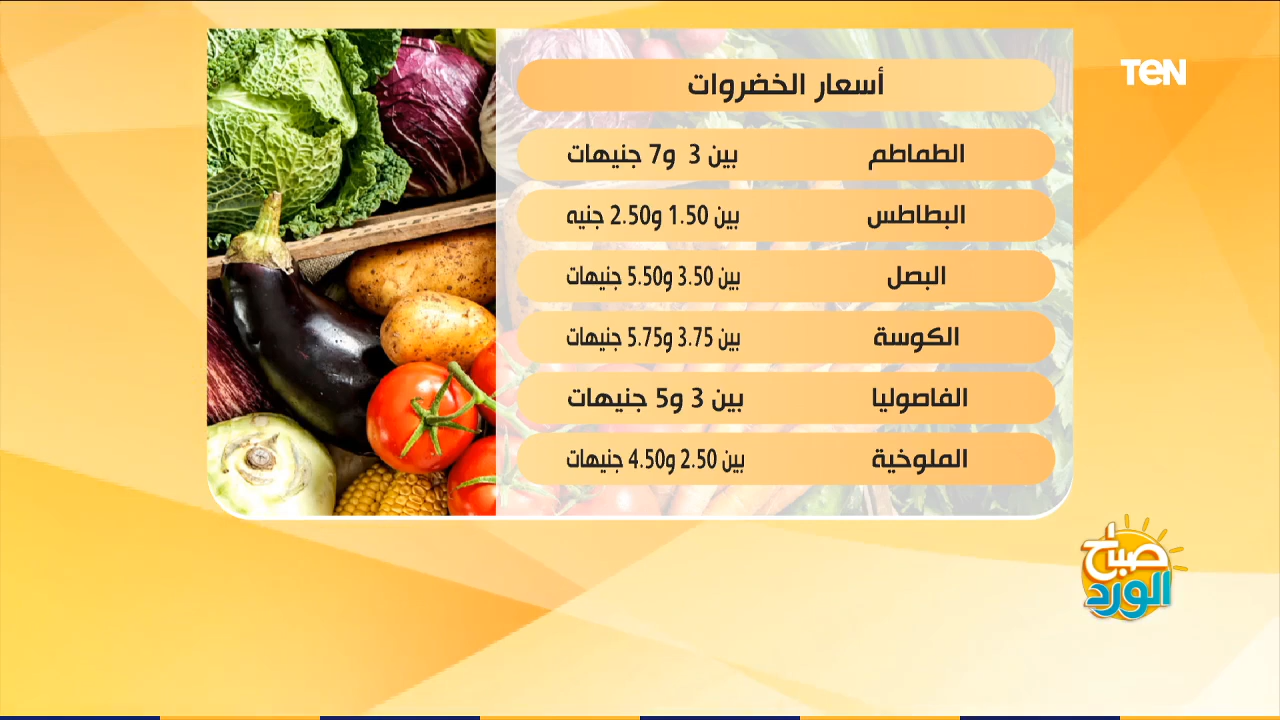 TEN
أسعار الخضروات
الطماطم بين 3 و7 جنيهات
البطاطس بين 1.50 و2.50 جنيه
البصل بين 3.50 و5.50 جنيهات
الكوسة بين 3.75 و5.75 جنيهات
الفاصوليا بين 3 و5 جنيهات
الملوخية بين 2.50 و4.50 جنيهات
صباح
الورد